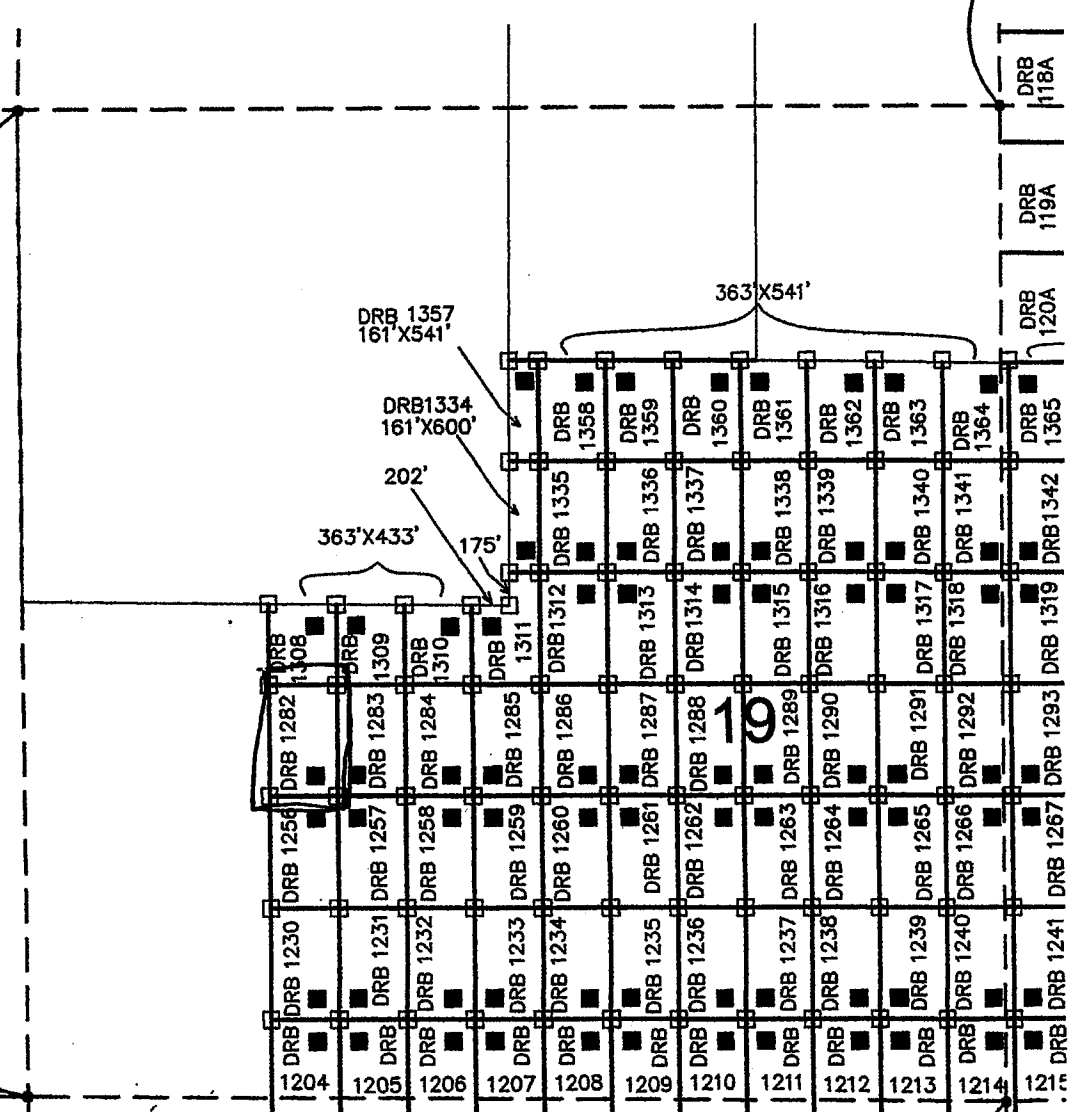 DRB
118A
DRB
119A
DRB
120A
363'X541'
DRB 1357
161'X541'
DRB1334
161'X600'
202'
363'X433'
175'
DRB
1358
DRB
1359
DRB
1360
DRB
1361
DRB
1362
DRB
1363
DRB
1364
DRB
1365
DRB 1335
DRB 1336
DRB 1337
DRB 1338
DRB 1339
DRB 1340
DRB 1341
DRB1342
DRB
1308
DRB
1309
DRB
1310
DRB
1311
DRB1312
DRB 1313
DRB 1314
DRB 1315
DRB 1316
DRB 1317
DRB 1318
DRB 1319
DRB 1282
DRB 1283
DRB 1284
DRB 1285
DRB 1286
DRB 1287
DRB 1288
19
DRB 1289
DRB 1290
DRB 1291
DRB 1292
DRB 1293
DRB 1256
DRB 1257
DRB 1258
DRB 1259
DRB 1260
DRB 1261
DRB 1262
DRB 1263
DRB 1264
DRB 1265
DRB 1266
DRB 1267
DRB 1230
DRB 1231
DRB 1232
DRB 1233
DRB 1234
DRB 1235
DRB 1236
DRB 1237
DRB 1238
DRB 1239
DRB 1240
DRB 1241
DRB
1204
DRB
1205
DRB
1206
DRB
1207
DRB
1208
DRB
1209
DRB
1210
DRB
1211
DRB
1212
DRB
1213
DRB
1214
DRB
1215